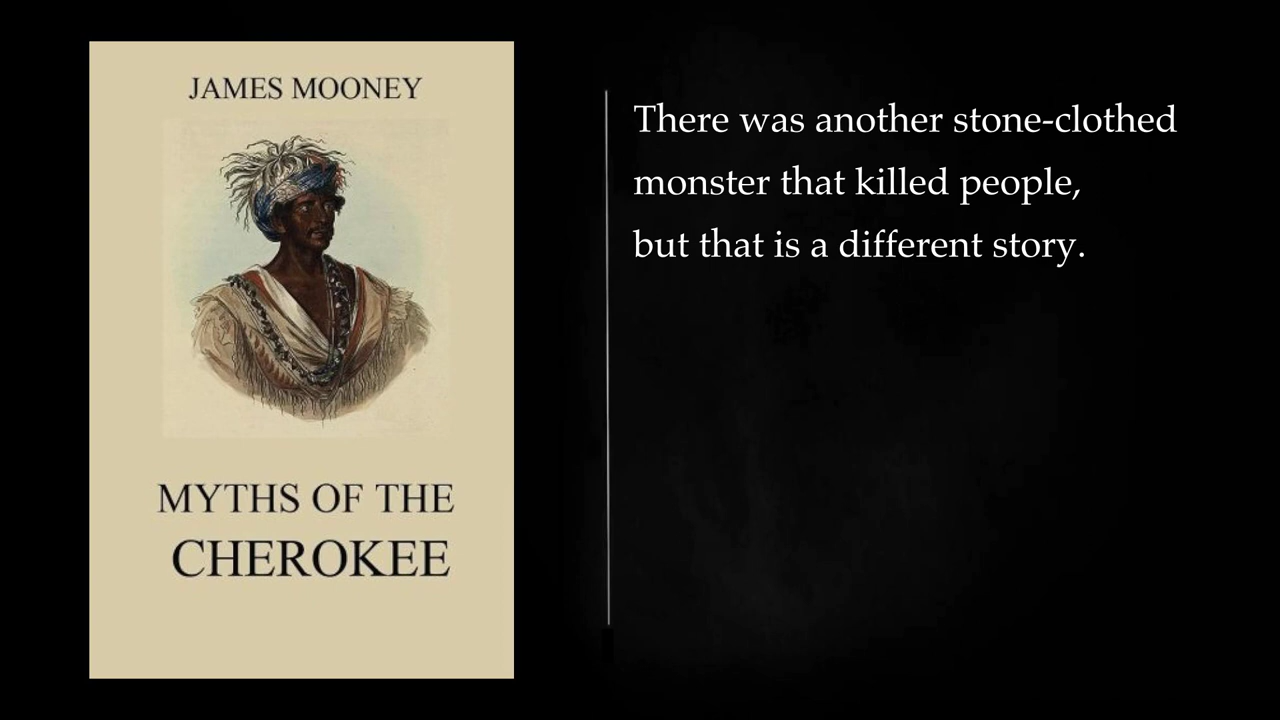 JAMES MOONEY
MYTHS OF THE
CHEROKEE
There was another stone-clothed
monster that killed people,
but that is a different story.